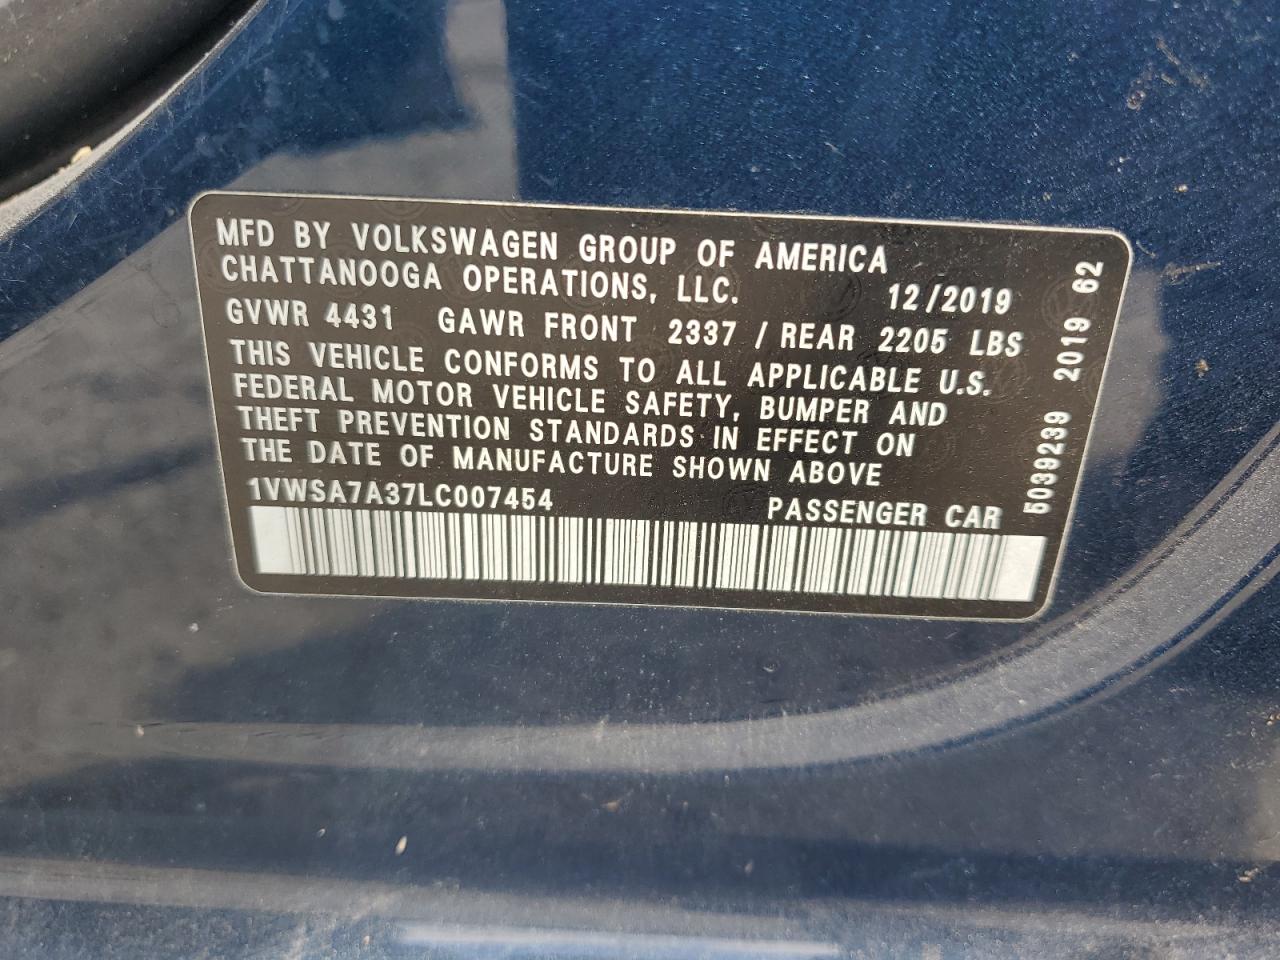 MFD BY VOLKSWAGEN GROUP OF AMERICA
CHATTANOOGA OPERATIONS, LLC. 12/2019
GVWR 4431 GAWR FRONT 2337 / REAR 2205 LBS
THIS VEHICLE CONFORMS TO ALL APPLICABLE U.S.
FEDERAL MOTOR VEHICLE SAFETY, BUMPER AND
THEFT PREVENTION STANDARDS IN EFFECT ON
THE DATE OF MANUFACTURE SHOWN ABOVE
1VWSA7A37LC007454 PASSENGER CAR
5039239 2019 62